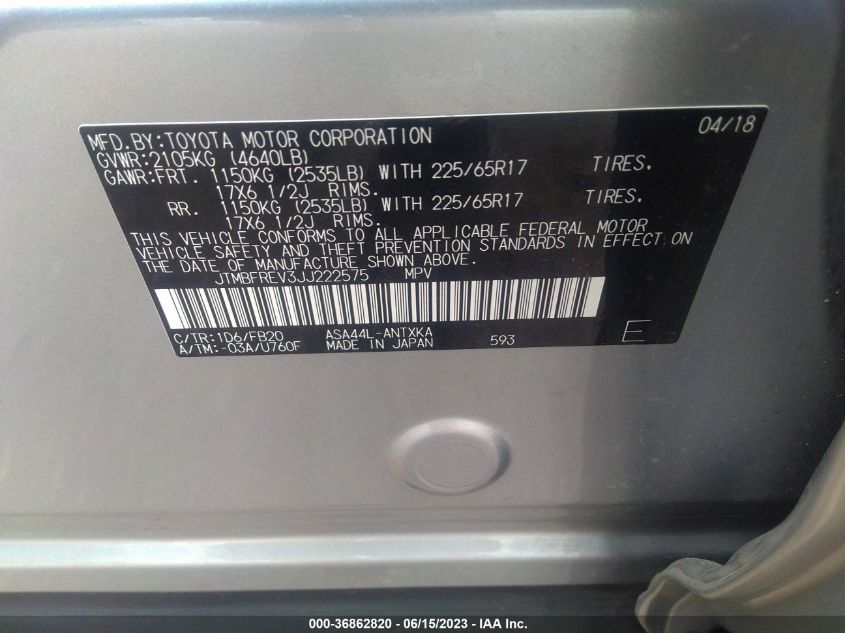 MFD.BY:TOYOTA MOTOR CORPORATION 04/18
GVWR:2105KG (4640LB)
GAWR:FRT. 1150KG (2535LB) WITH 225/65R17 TIRES.
17X6 1/2J RIMS.
RR. 1150KG (2535LB) WITH 225/65R17 TIRES.
17X6 1/2J RIMS.
THIS VEHICLE CONFORMS TO ALL APPLICABLE FEDERAL MOTOR
VEHICLE SAFETY AND THEFT PREVENTION STANDARDS IN EFFECT ON
THE DATE OF MANUFACTURE SHOWN ABOVE.
JTMBFREV3JJ222575 MPV
C/TR:1D6/FB20 ASA44L-ANTXKA
A/TM:-03A/U760F MADE IN JAPAN 593 E
000-36862820 - 06/15/2023 - IAA Inc.